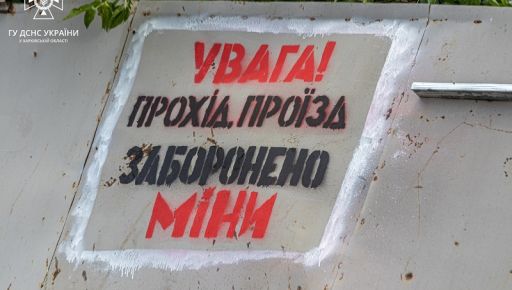 ГУ ДСНС УКРАЇНИ
У ХАРКІВСЬКІЙ ОБЛАСТІ
УВАГА!
ПРОХІД, ПРОЇЗД
ЗАБОРОНЕНО
МІНИ